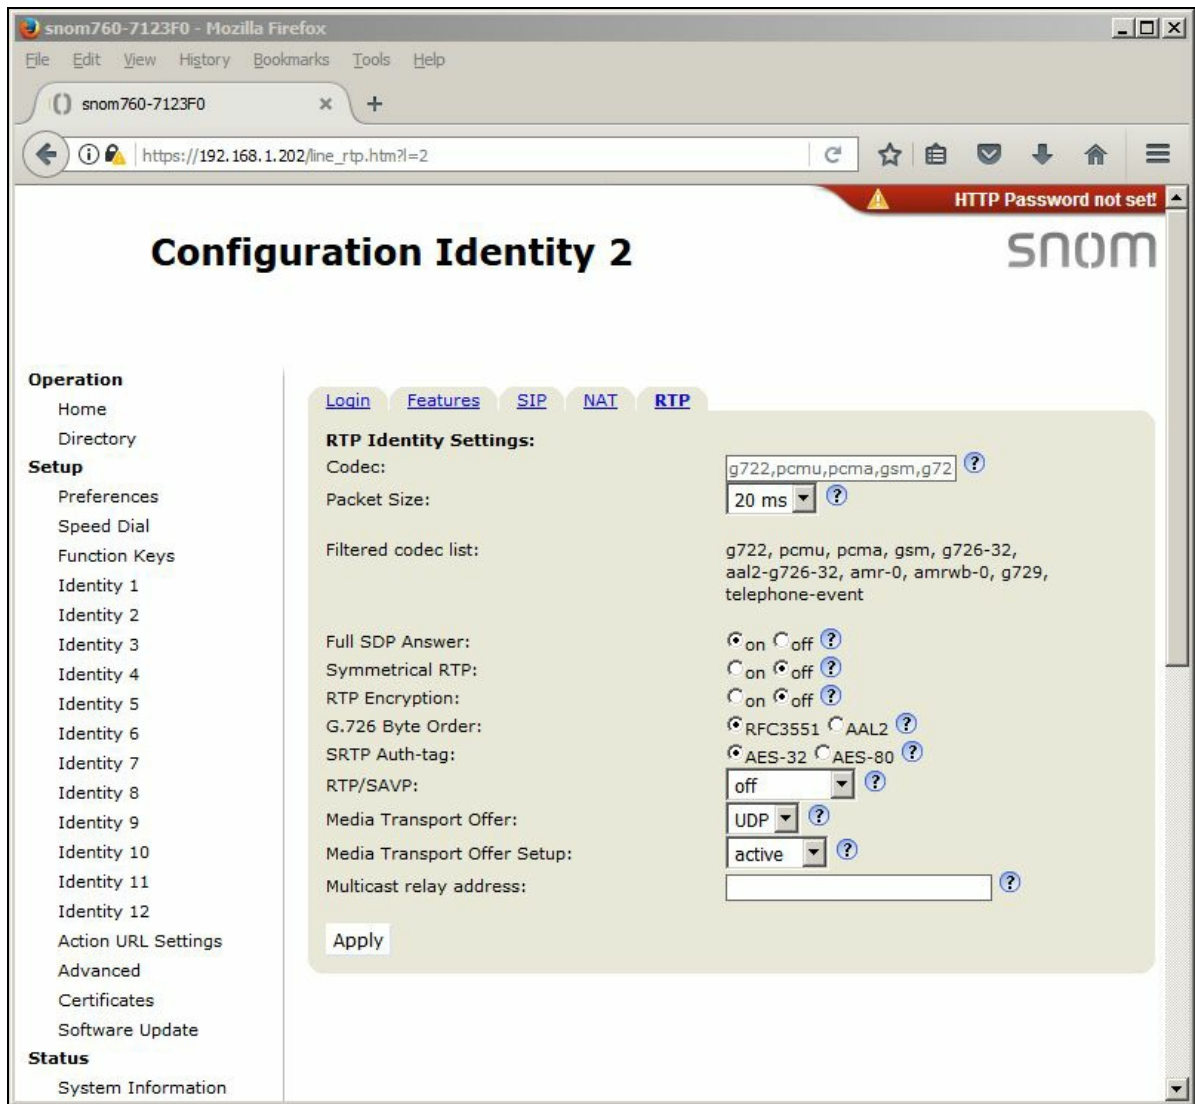 snom760-7123F0 - Mozilla Firefox
File Edit View History Bookmarks Tools Help
snom760-7123F0
https://192.168.1.202/line_rtp.htm?l=2
HTTP Password not set!
Configuration Identity 2
snom
Operation
Home
Directory
Setup
Preferences
Speed Dial
Function Keys
Identity 1
Identity 2
Identity 3
Identity 4
Identity 5
Identity 6
Identity 7
Identity 8
Identity 9
Identity 10
Identity 11
Identity 12
Action URL Settings
Advanced
Certificates
Software Update
Status
System Information
Login Features SIP NAT RTP
RTP Identity Settings:
Codec: g722,pcmu,pcma,gsm,g72
Packet Size: 20 ms
Filtered codec list: g722, pcmu, pcma, gsm, g726-32,
aal2-g726-32, amr-0, amrwb-0, g729,
telephone-event
Full SDP Answer: on off
Symmetrical RTP: on off
RTP Encryption: on off
G.726 Byte Order: RFC3551 AAL2
SRTP Auth-tag: AES-32 AES-80
RTP/SAVP: off
Media Transport Offer: UDP
Media Transport Offer Setup: active
Multicast relay address:
Apply